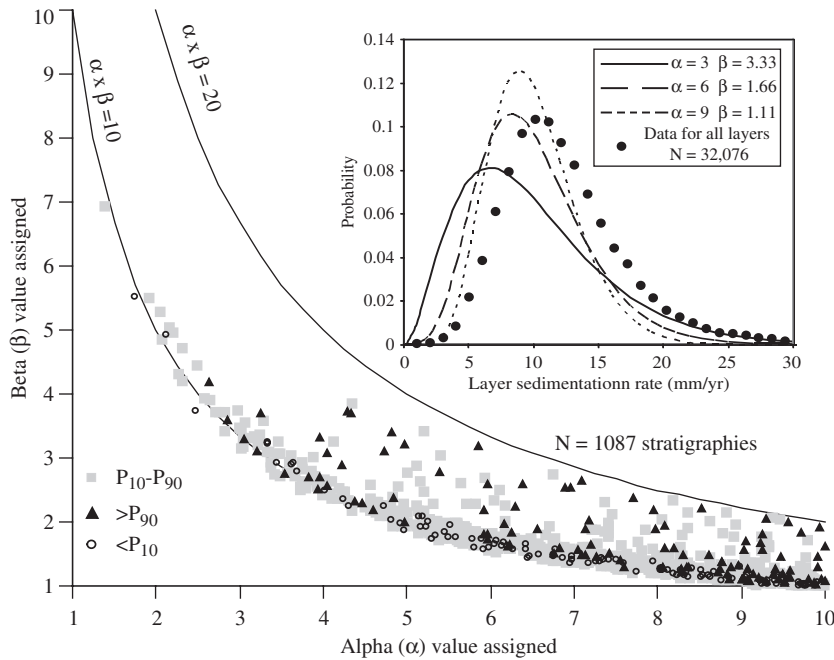 10
9
8
7
6
5
4
3
2
1
Beta (β) value assigned
α x β = 10
α x β = 20
P10-P90
>P90
<P10
N = 1087 stratigraphies
1 2 3 4 5 6 7 8 9 10
Alpha (α) value assigned
0.14
0.12
0.1
0.08
0.06
0.04
0.02
0
Probability
α = 3 β = 3.33
α = 6 β = 1.66
α = 9 β = 1.11
Data for all layers
N = 32,076
0 5 10 15 20 25 30
Layer sedimentationn rate (mm/yr)